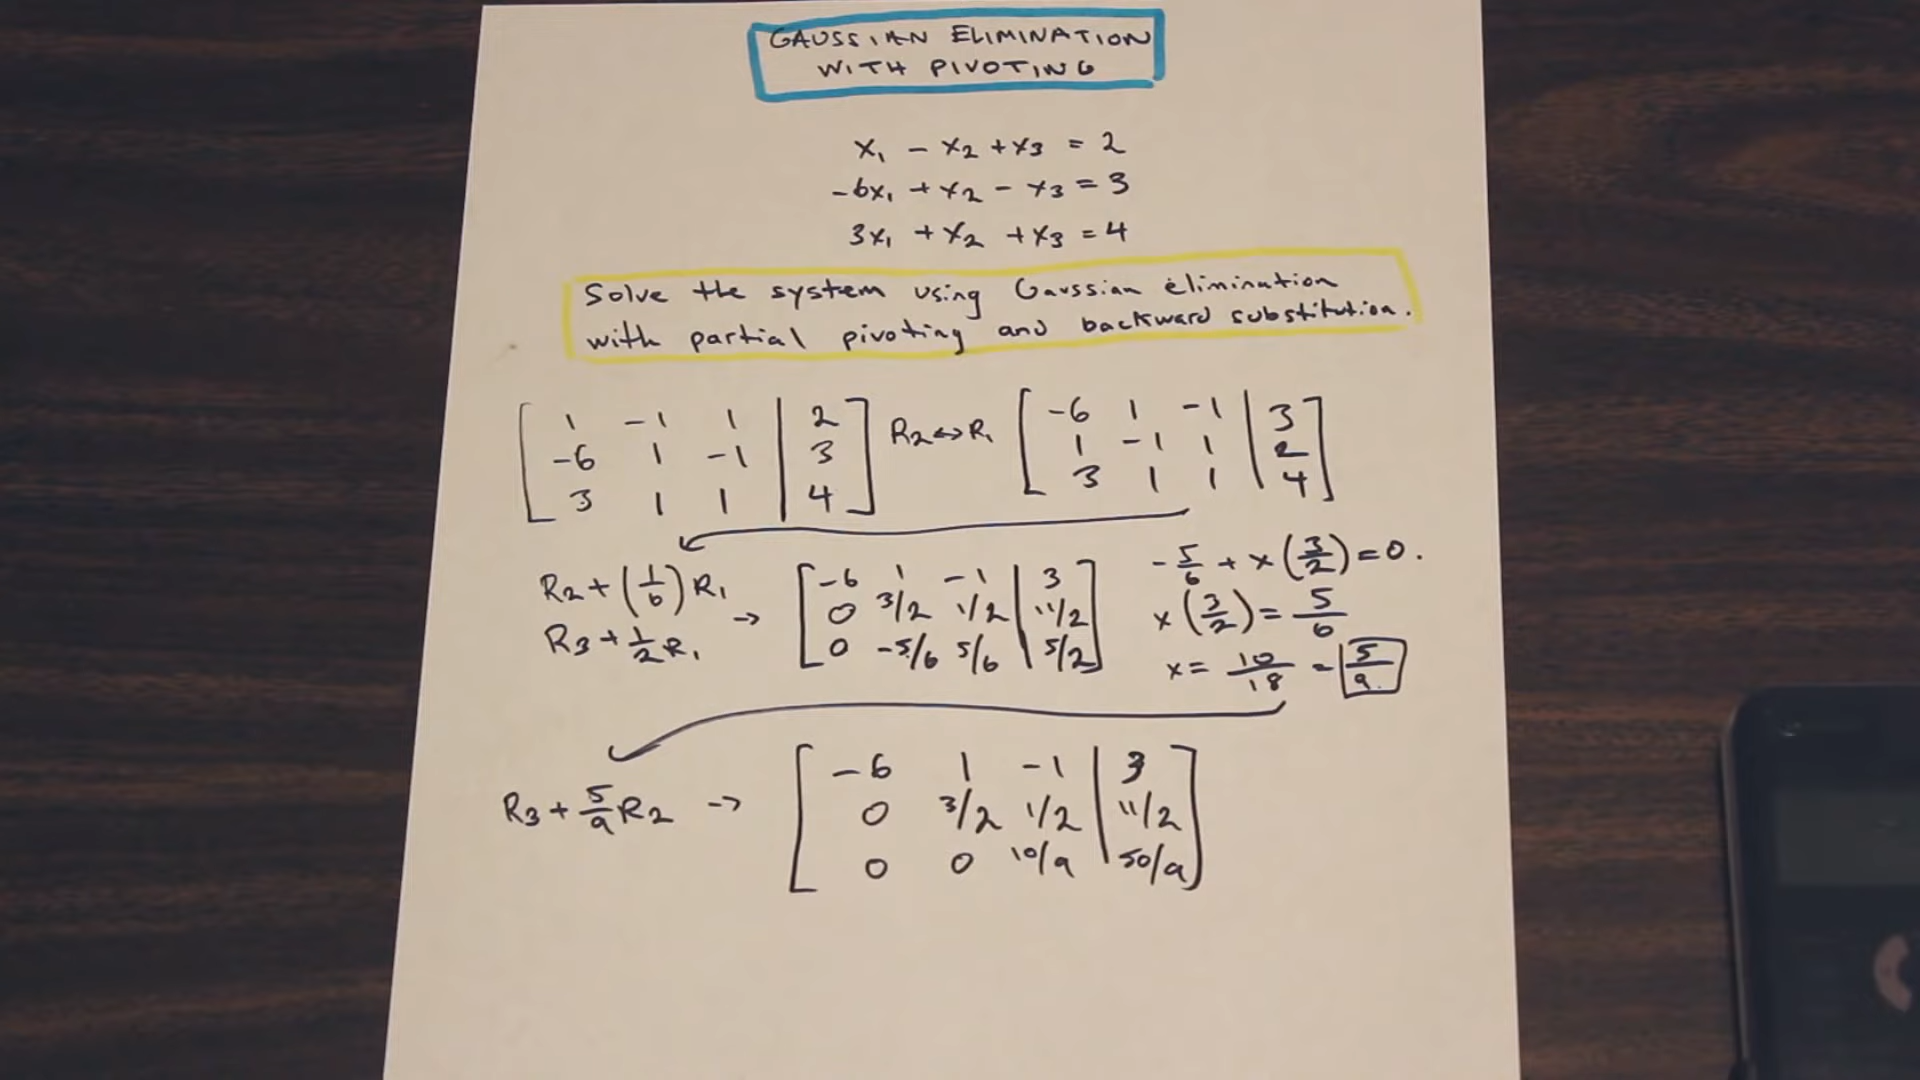 GAUSSIAN ELIMINATION
WITH PIVOTING
x₁ - x₂ + x₃ = 2
-6x₁ + x₂ - x₃ = 3
3x₁ + x₂ + x₃ = 4
Solve the system using Gaussian elimination
with partial pivoting and backward substitution.
[ 1 -1 1 | 2 ] R₂↔R₁ [ -6 1 -1 | 3 ]
[ -6 1 -1 | 3 ] [ 1 -1 1 | 2 ]
[ 3 1 1 | 4 ] [ 3 1 1 | 4 ]
R₂ + (1/6) R₁ → [ -6 1 -1 | 3 ] -5/6 + x (3/2) = 0.
R₃ + 1/2 R₁ [ 0 3/2 1/2 | 11/2 ] x (3/2) = 5/6
[ 0 -5/6 5/6 | 5/2 ] x = 10/18 = 5/9.
[ -6 1 -1 | 3 ]
R₃ + 5/9 R₂ → [ 0 3/2 1/2 | 11/2 ]
[ 0 0 10/9 | 50/9 ]